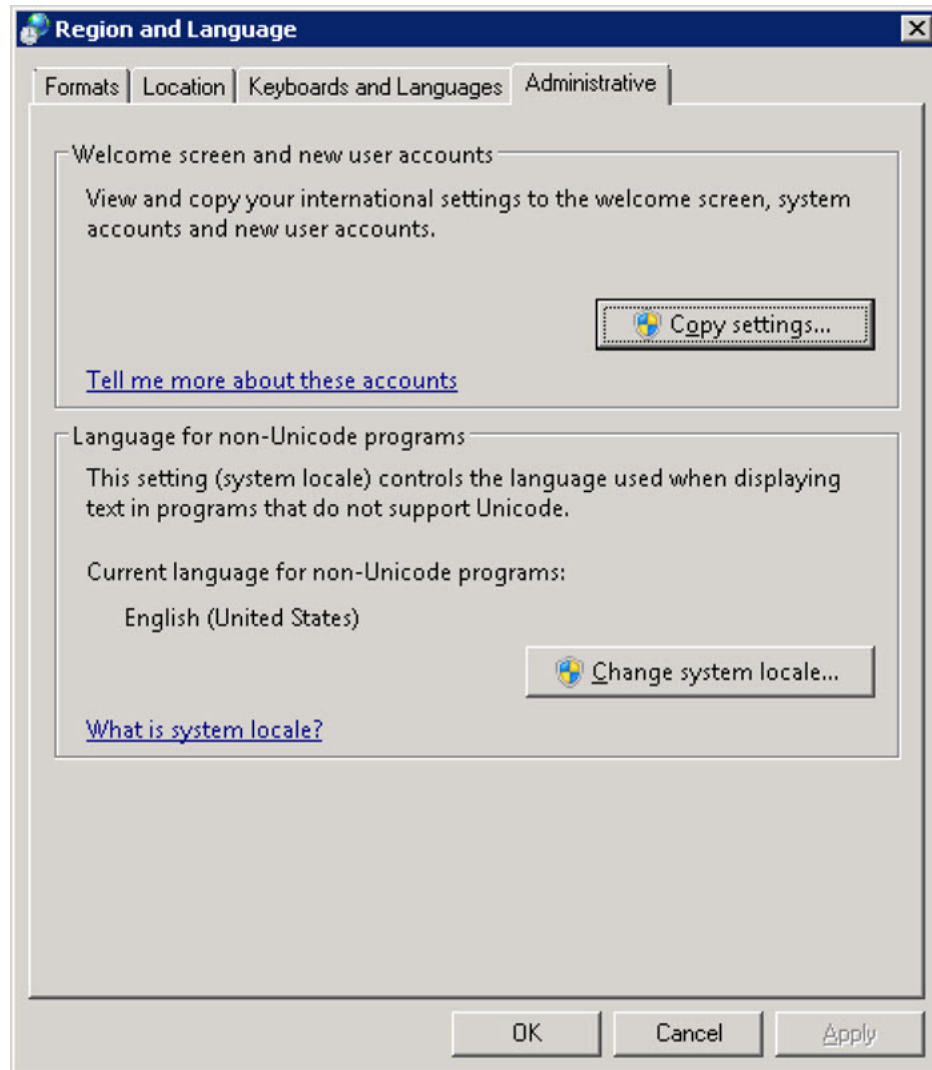 Region and Language
Formats
Location
Keyboards and Languages
Administrative
Welcome screen and new user accounts
View and copy your international settings to the welcome screen, system
accounts and new user accounts.
Copy settings...
Tell me more about these accounts
Language for non-Unicode programs
This setting (system locale) controls the language used when displaying
text in programs that do not support Unicode.
Current language for non-Unicode programs:
English (United States)
Change system locale...
What is system locale?
OK
Cancel
Apply